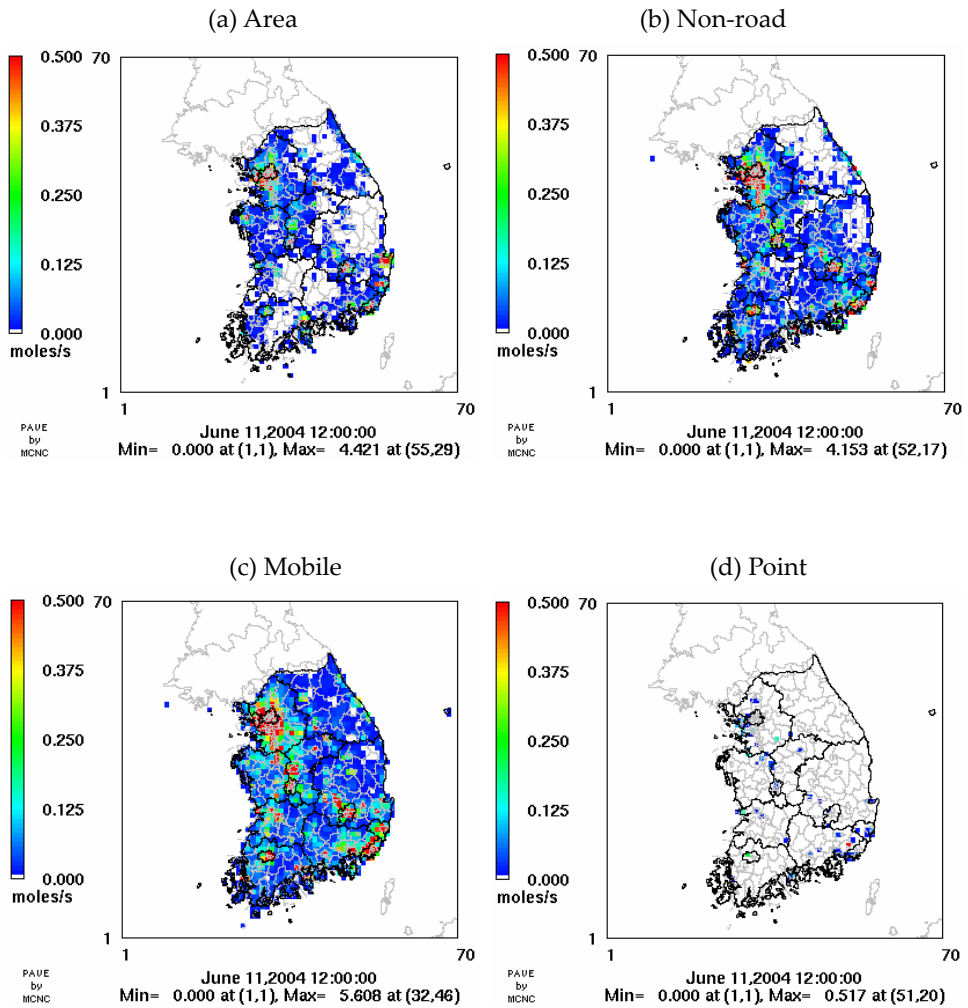 (a) Area
(b) Non-road
0.500
0.375
0.250
0.125
0.000
moles/s
70
1
1
70
PAVE
by
MCNC
June 11,2004 12:00:00
Min= 0.000 at (1,1), Max= 4.421 at (55,29)
0.500
0.375
0.250
0.125
0.000
moles/s
70
1
1
70
PAVE
by
MCNC
June 11,2004 12:00:00
Min= 0.000 at (1,1), Max= 4.153 at (52,17)
(c) Mobile
(d) Point
0.500
0.375
0.250
0.125
0.000
moles/s
70
1
1
70
PAVE
by
MCNC
June 11,2004 12:00:00
Min= 0.000 at (1,1), Max= 5.608 at (32,46)
0.500
0.375
0.250
0.125
0.000
moles/s
70
1
1
70
PAVE
by
MCNC
June 11,2004 12:00:00
Min= 0.000 at (1,1), Max= 0.517 at (51,20)